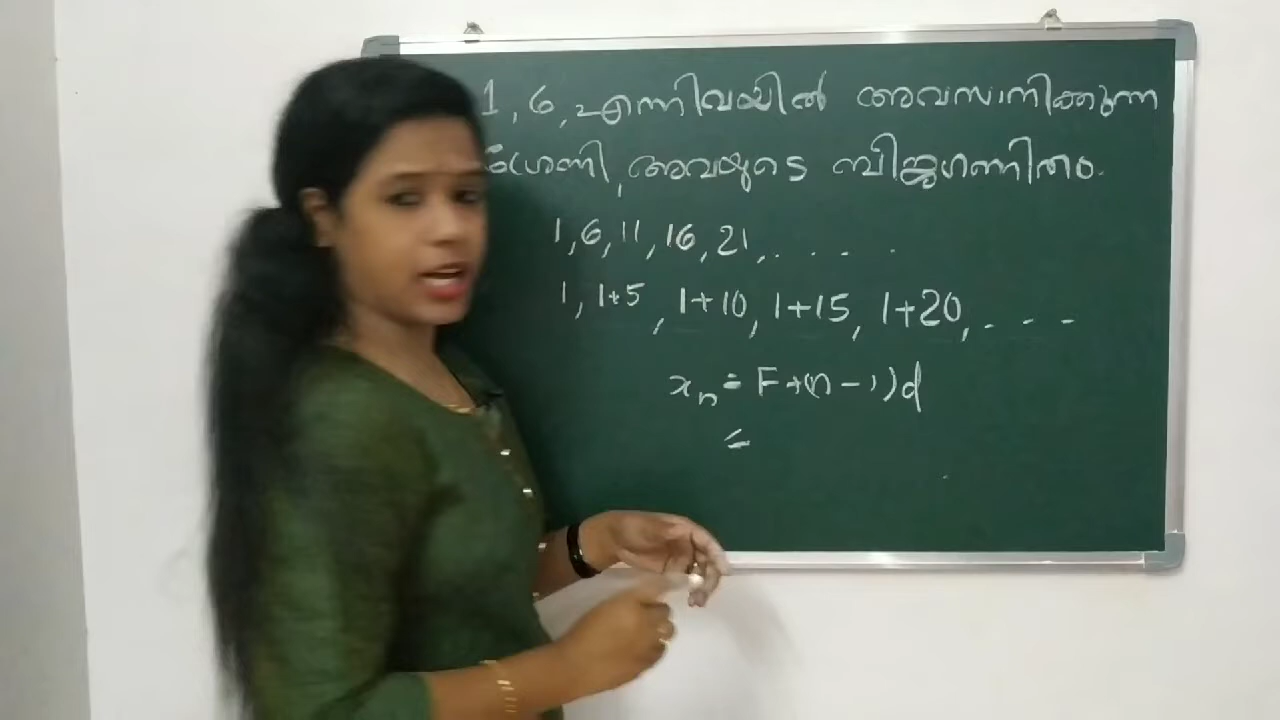 1, 6, എന്നിവയിൽ അവസാനിക്കുന്ന
ശ്രേണി, അവയുടെ ബീജഗണിതം.
1, 6, 11, 16, 21, . . . .
1, 1+5, 1+10, 1+15, 1+20, . - - -
xₙ = F+(n-1)d
=